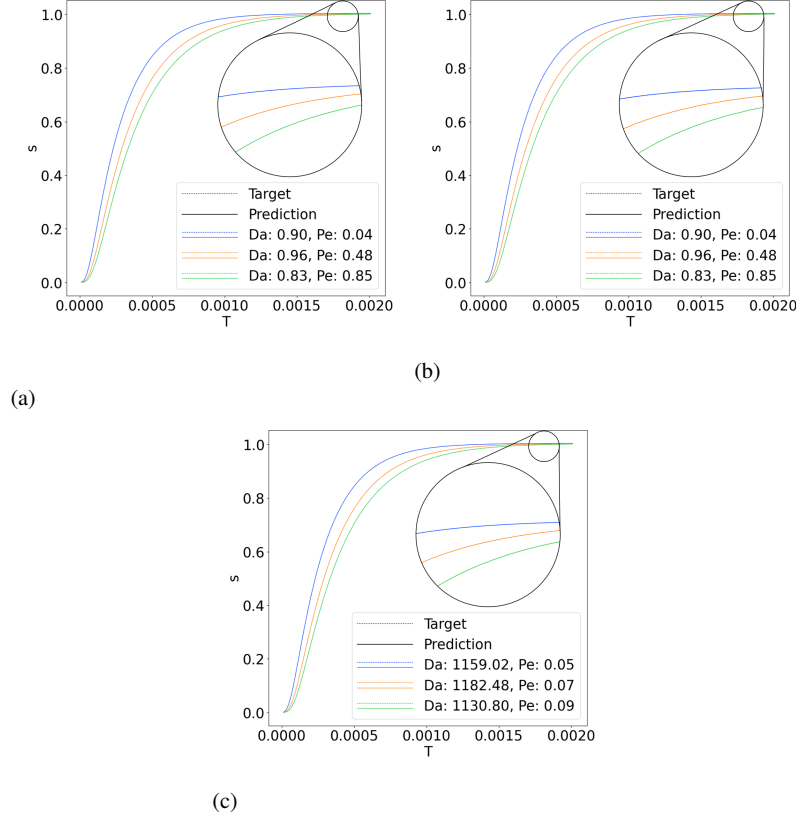 1.0
0.8
0.6
0.4
0.2
0.0
s
Target
Prediction
Da: 0.90, Pe: 0.04
Da: 0.96, Pe: 0.48
Da: 0.83, Pe: 0.85
0.0000 0.0005 0.0010 0.0015 0.0020
T
(a)
1.0
0.8
0.6
0.4
0.2
0.0
s
Target
Prediction
Da: 0.90, Pe: 0.04
Da: 0.96, Pe: 0.48
Da: 0.83, Pe: 0.85
0.0000 0.0005 0.0010 0.0015 0.0020
T
(b)
1.0
0.8
0.6
0.4
0.2
0.0
s
Target
Prediction
Da: 1159.02, Pe: 0.05
Da: 1182.48, Pe: 0.07
Da: 1130.80, Pe: 0.09
0.0000 0.0005 0.0010 0.0015 0.0020
T
(c)